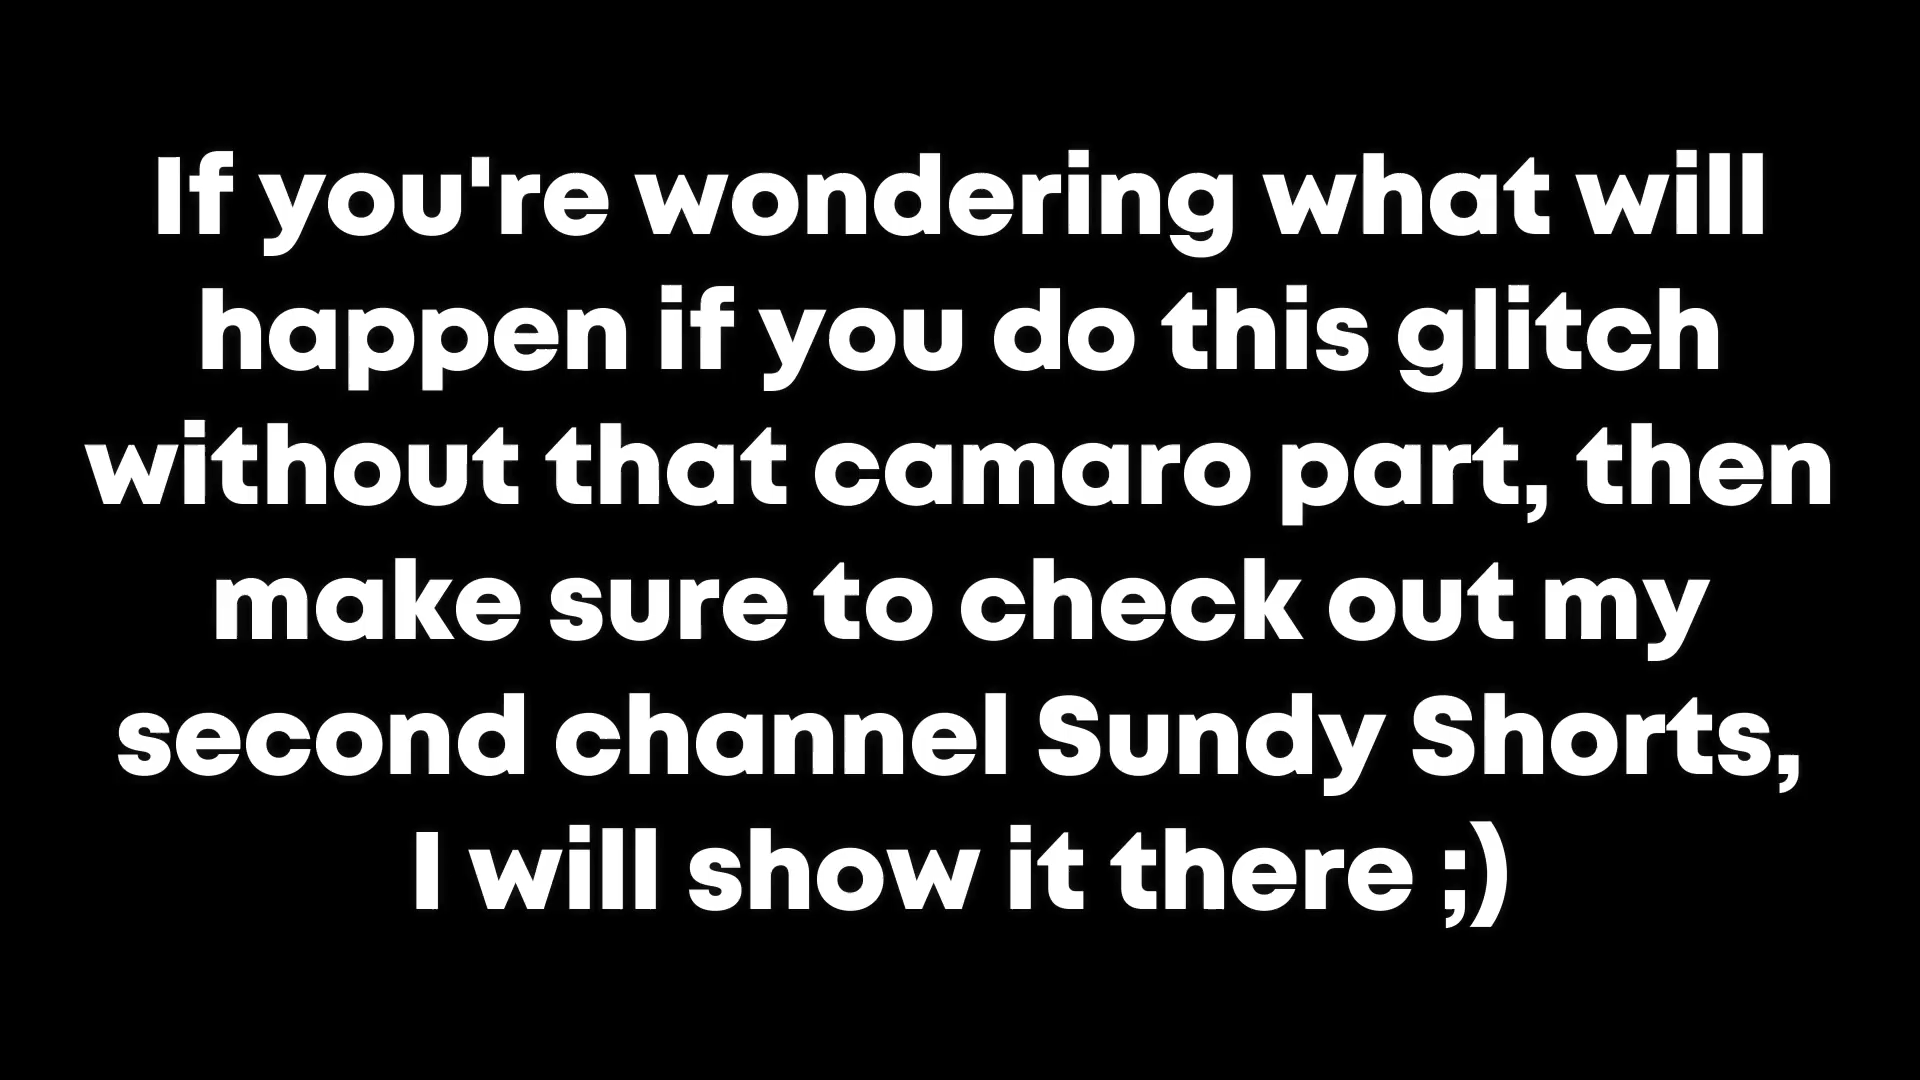 If you're wondering what will
happen if you do this glitch
without that camaro part, then
make sure to check out my
second channel Sundy Shorts,
I will show it there ;)